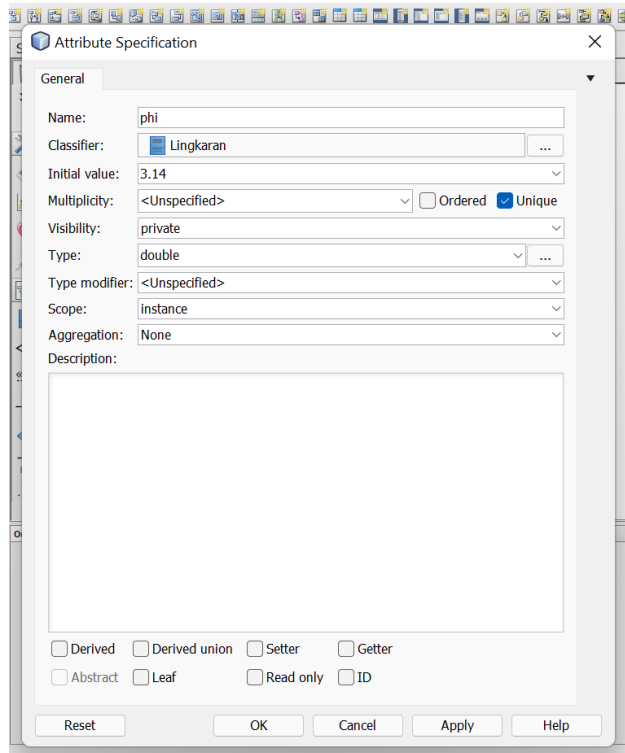 Attribute Specification
General
Name: phi
Classifier: Lingkaran ...
Initial value: 3.14
Multiplicity: <Unspecified> Ordered Unique
Visibility: private
Type: double ...
Type modifier: <Unspecified>
Scope: instance
Aggregation: None
Description:
Derived Derived union Setter Getter
Abstract Leaf Read only ID
Reset OK Cancel Apply Help